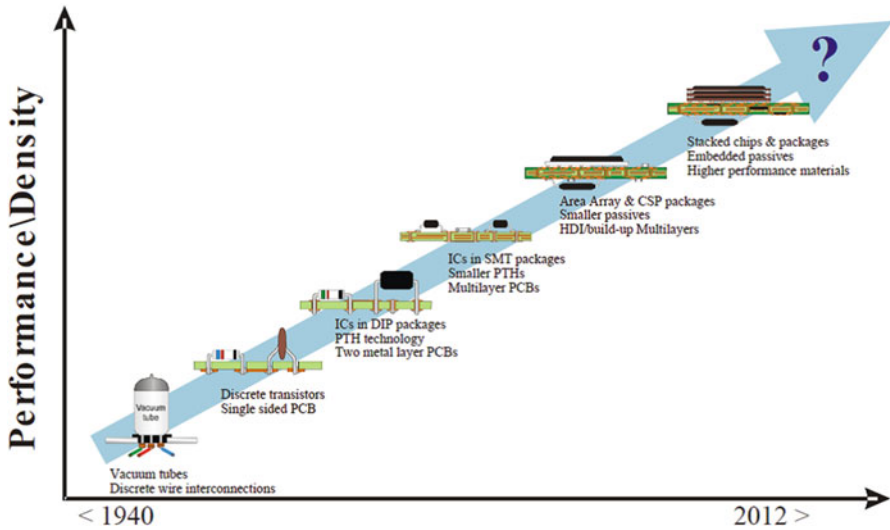 Performance\Density
?
Stacked chips & packages
Embedded passives
Higher performance materials
Area Array & CSP packages
Smaller passives
HDI/build-up Multilayers
ICs in SMT packages
Smaller PTHs
Multilayer PCBs
ICs in DIP packages
PTH technology
Two metal layer PCBs
Discrete transistors
Single sided PCB
Vacuum
tube
Vacuum tubes
Discrete wire interconnections
< 1940
2012 >